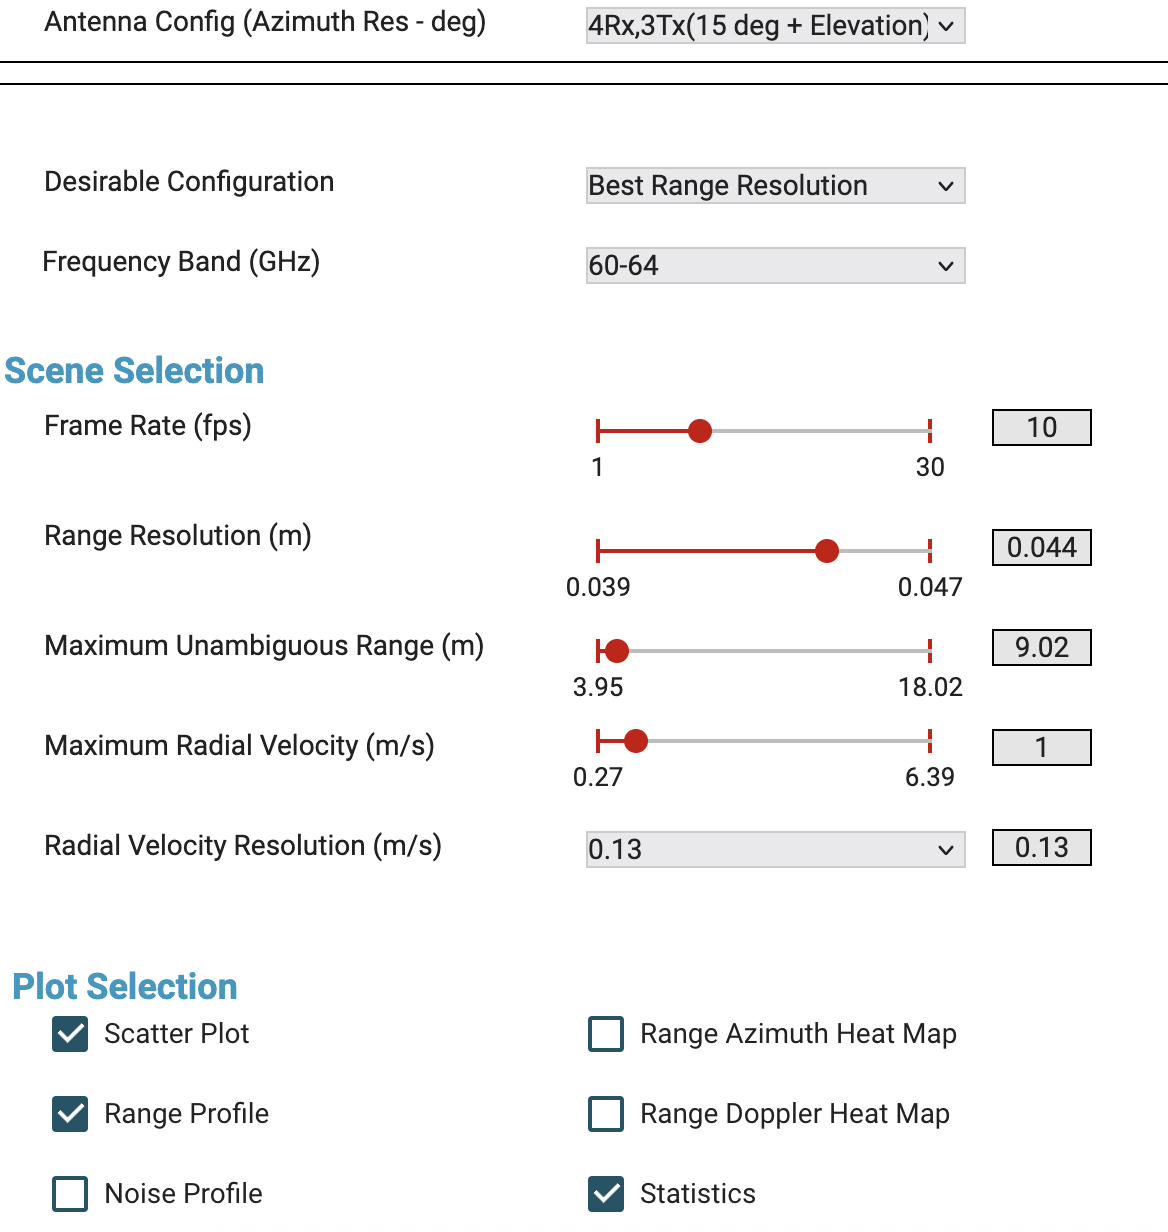 Antenna Config (Azimuth Res - deg) 4Rx,3Tx(15 deg + Elevation)
Desirable Configuration Best Range Resolution
Frequency Band (GHz) 60-64
Scene Selection
Frame Rate (fps) 10
1 30
Range Resolution (m) 0.044
0.039 0.047
Maximum Unambiguous Range (m) 9.02
3.95 18.02
Maximum Radial Velocity (m/s) 1
0.27 6.39
Radial Velocity Resolution (m/s) 0.13 0.13
Plot Selection
Scatter Plot Range Azimuth Heat Map
Range Profile Range Doppler Heat Map
Noise Profile Statistics